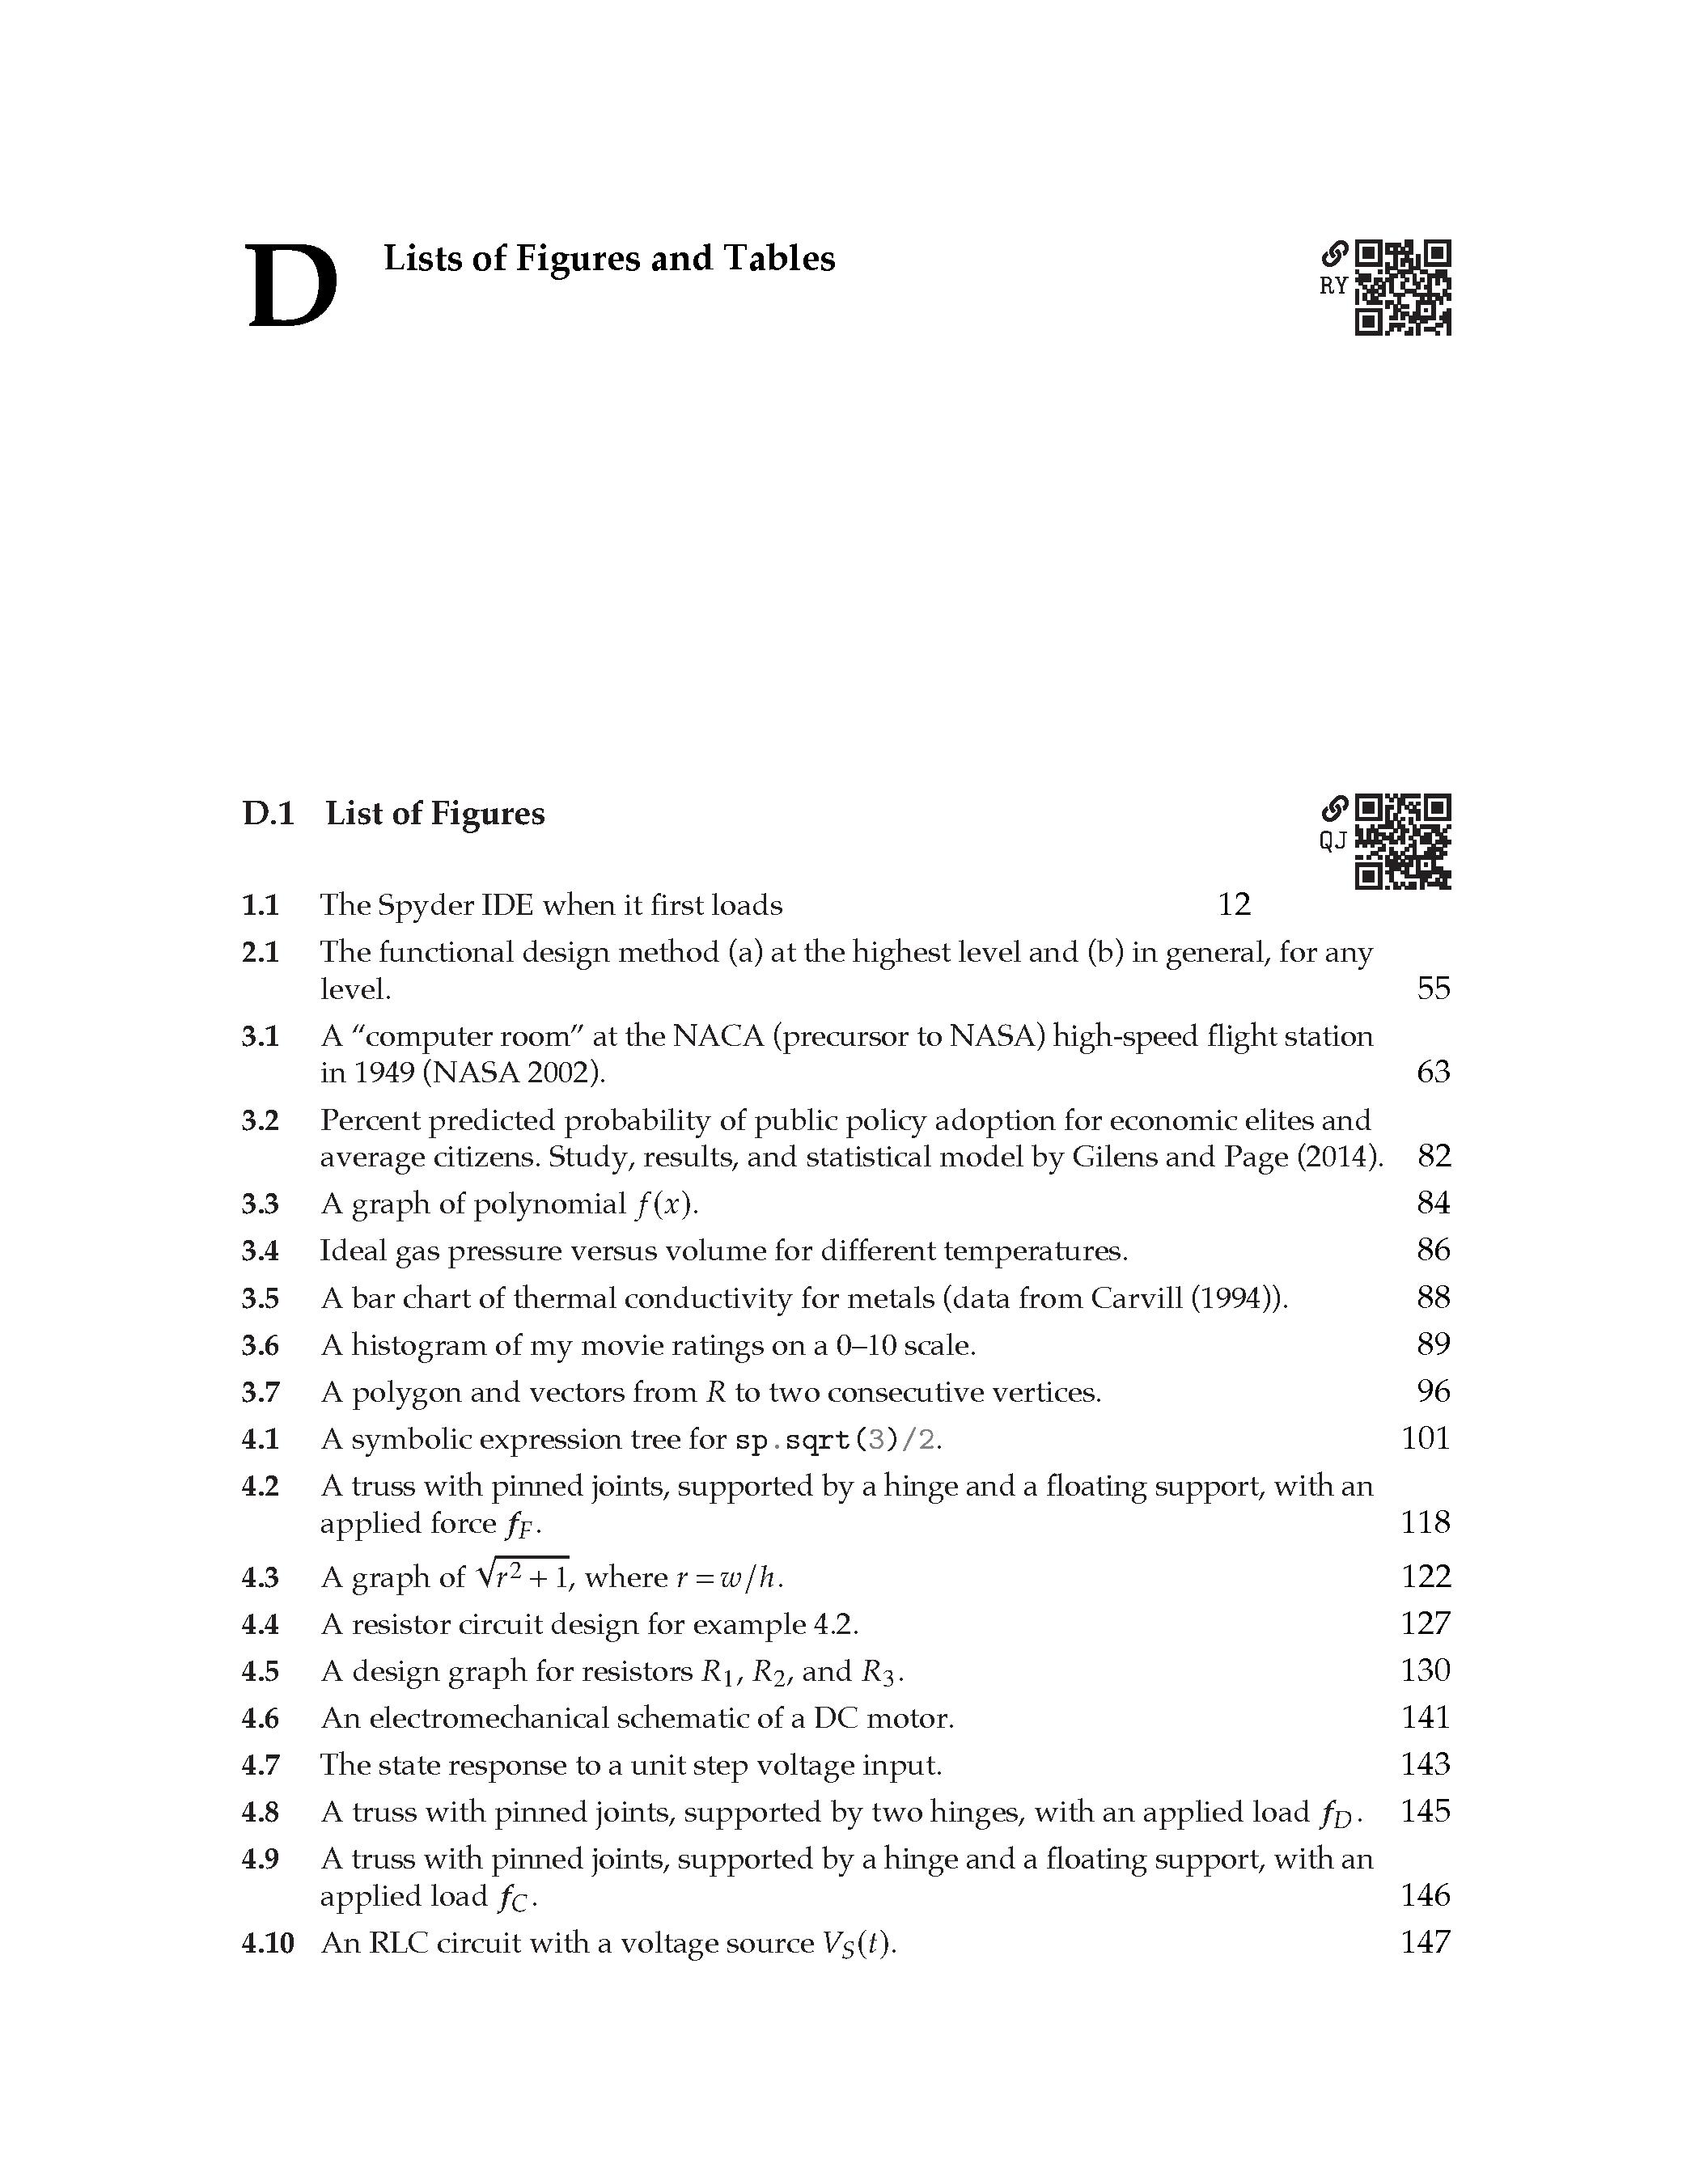 D Lists of Figures and Tables
RY
D.1 List of Figures
QJ
1.1 The Spyder IDE when it first loads 12
2.1 The functional design method (a) at the highest level and (b) in general, for any
level. 55
3.1 A “computer room” at the NACA (precursor to NASA) high-speed flight station
in 1949 (NASA 2002). 63
3.2 Percent predicted probability of public policy adoption for economic elites and
average citizens. Study, results, and statistical model by Gilens and Page (2014). 82
3.3 A graph of polynomial f(x). 84
3.4 Ideal gas pressure versus volume for different temperatures. 86
3.5 A bar chart of thermal conductivity for metals (data from Carvill (1994)). 88
3.6 A histogram of my movie ratings on a 0–10 scale. 89
3.7 A polygon and vectors from R to two consecutive vertices. 96
4.1 A symbolic expression tree for sp.sqrt(3)/2. 101
4.2 A truss with pinned joints, supported by a hinge and a floating support, with an
applied force f_F. 118
4.3 A graph of √(r² + 1), where r = w/h. 122
4.4 A resistor circuit design for example 4.2. 127
4.5 A design graph for resistors R₁, R₂, and R₃. 130
4.6 An electromechanical schematic of a DC motor. 141
4.7 The state response to a unit step voltage input. 143
4.8 A truss with pinned joints, supported by two hinges, with an applied load f_D. 145
4.9 A truss with pinned joints, supported by a hinge and a floating support, with an
applied load f_C. 146
4.10 An RLC circuit with a voltage source V_S(t). 147